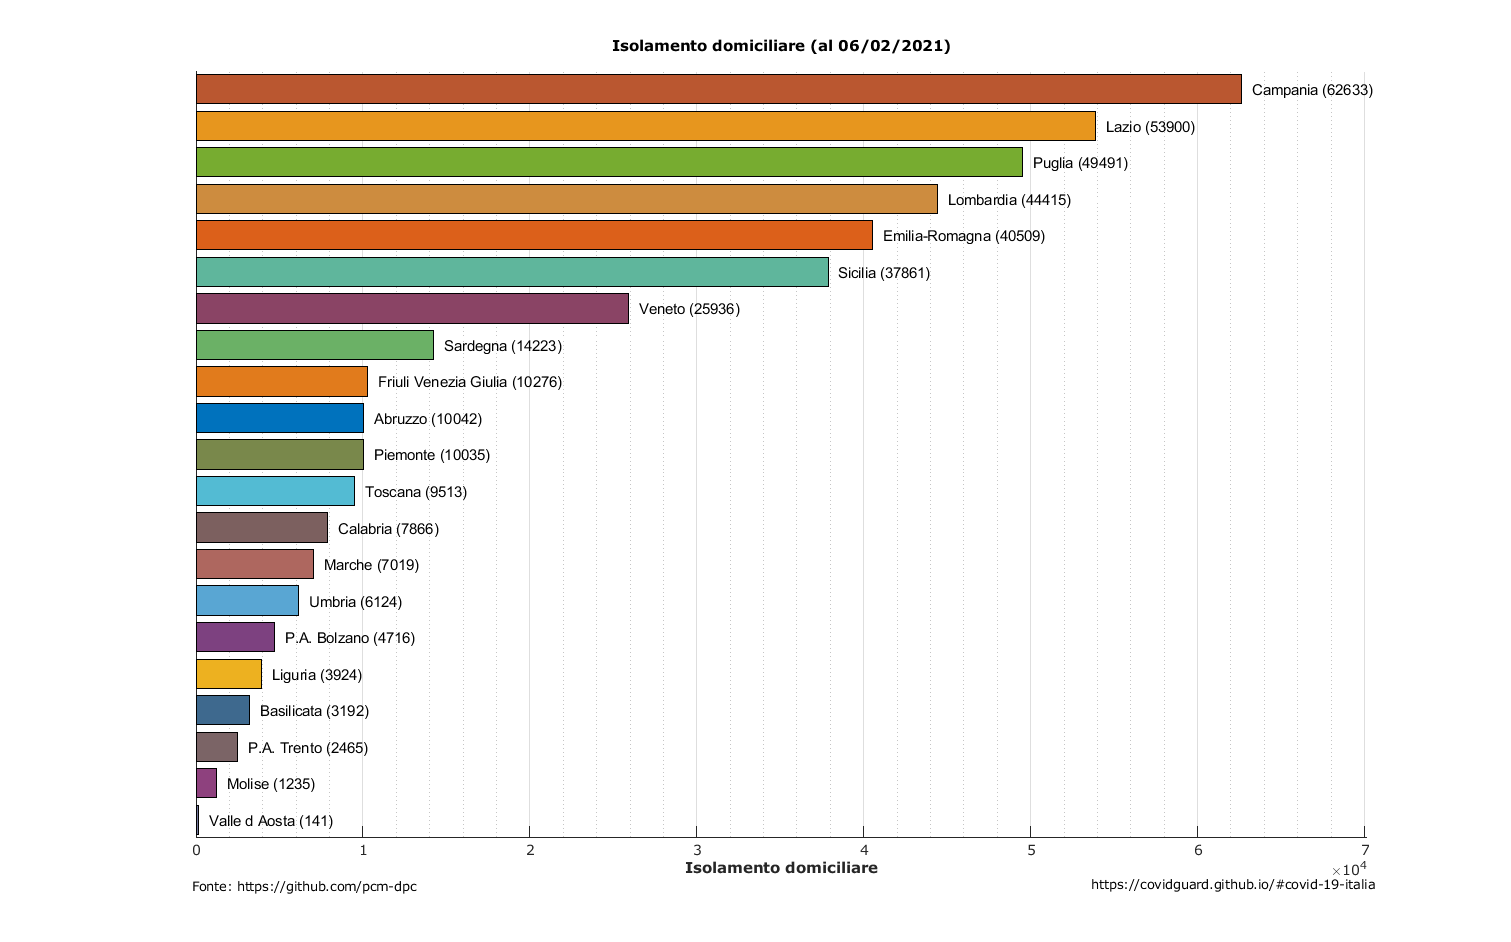 Isolamento domiciliare (al 06/02/2021)
Campania (62633)
Lazio (53900)
Puglia (49491)
Lombardia (44415)
Emilia-Romagna (40509)
Sicilia (37861)
Veneto (25936)
Sardegna (14223)
Friuli Venezia Giulia (10276)
Abruzzo (10042)
Piemonte (10035)
Toscana (9513)
Calabria (7866)
Marche (7019)
Umbria (6124)
P.A. Bolzano (4716)
Liguria (3924)
Basilicata (3192)
P.A. Trento (2465)
Molise (1235)
Valle d Aosta (141)
0 1 2 3 4 5 6 7
×10⁴
Isolamento domiciliare
Fonte: https://github.com/pcm-dpc
https://covidguard.github.io/#covid-19-italia